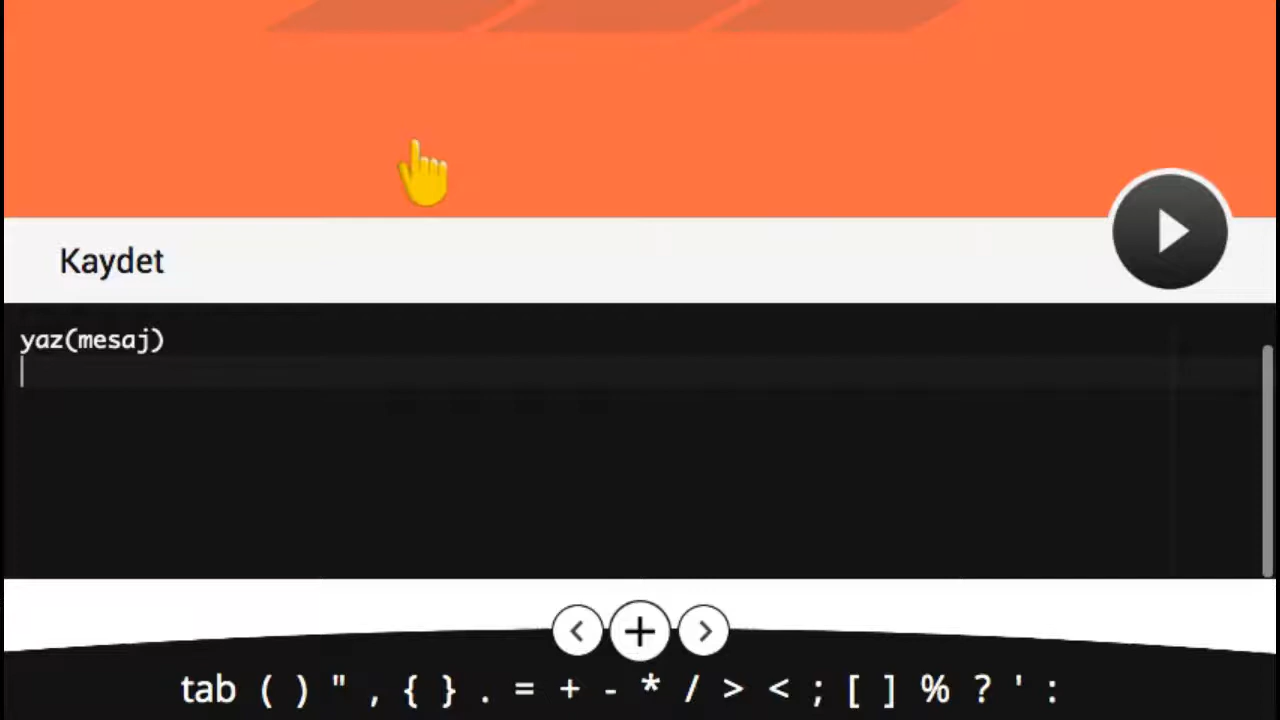 Kaydet
yaz(mesaj)
tab ( ) " , { } . = + - * / > < ; [ ] % ? ' :